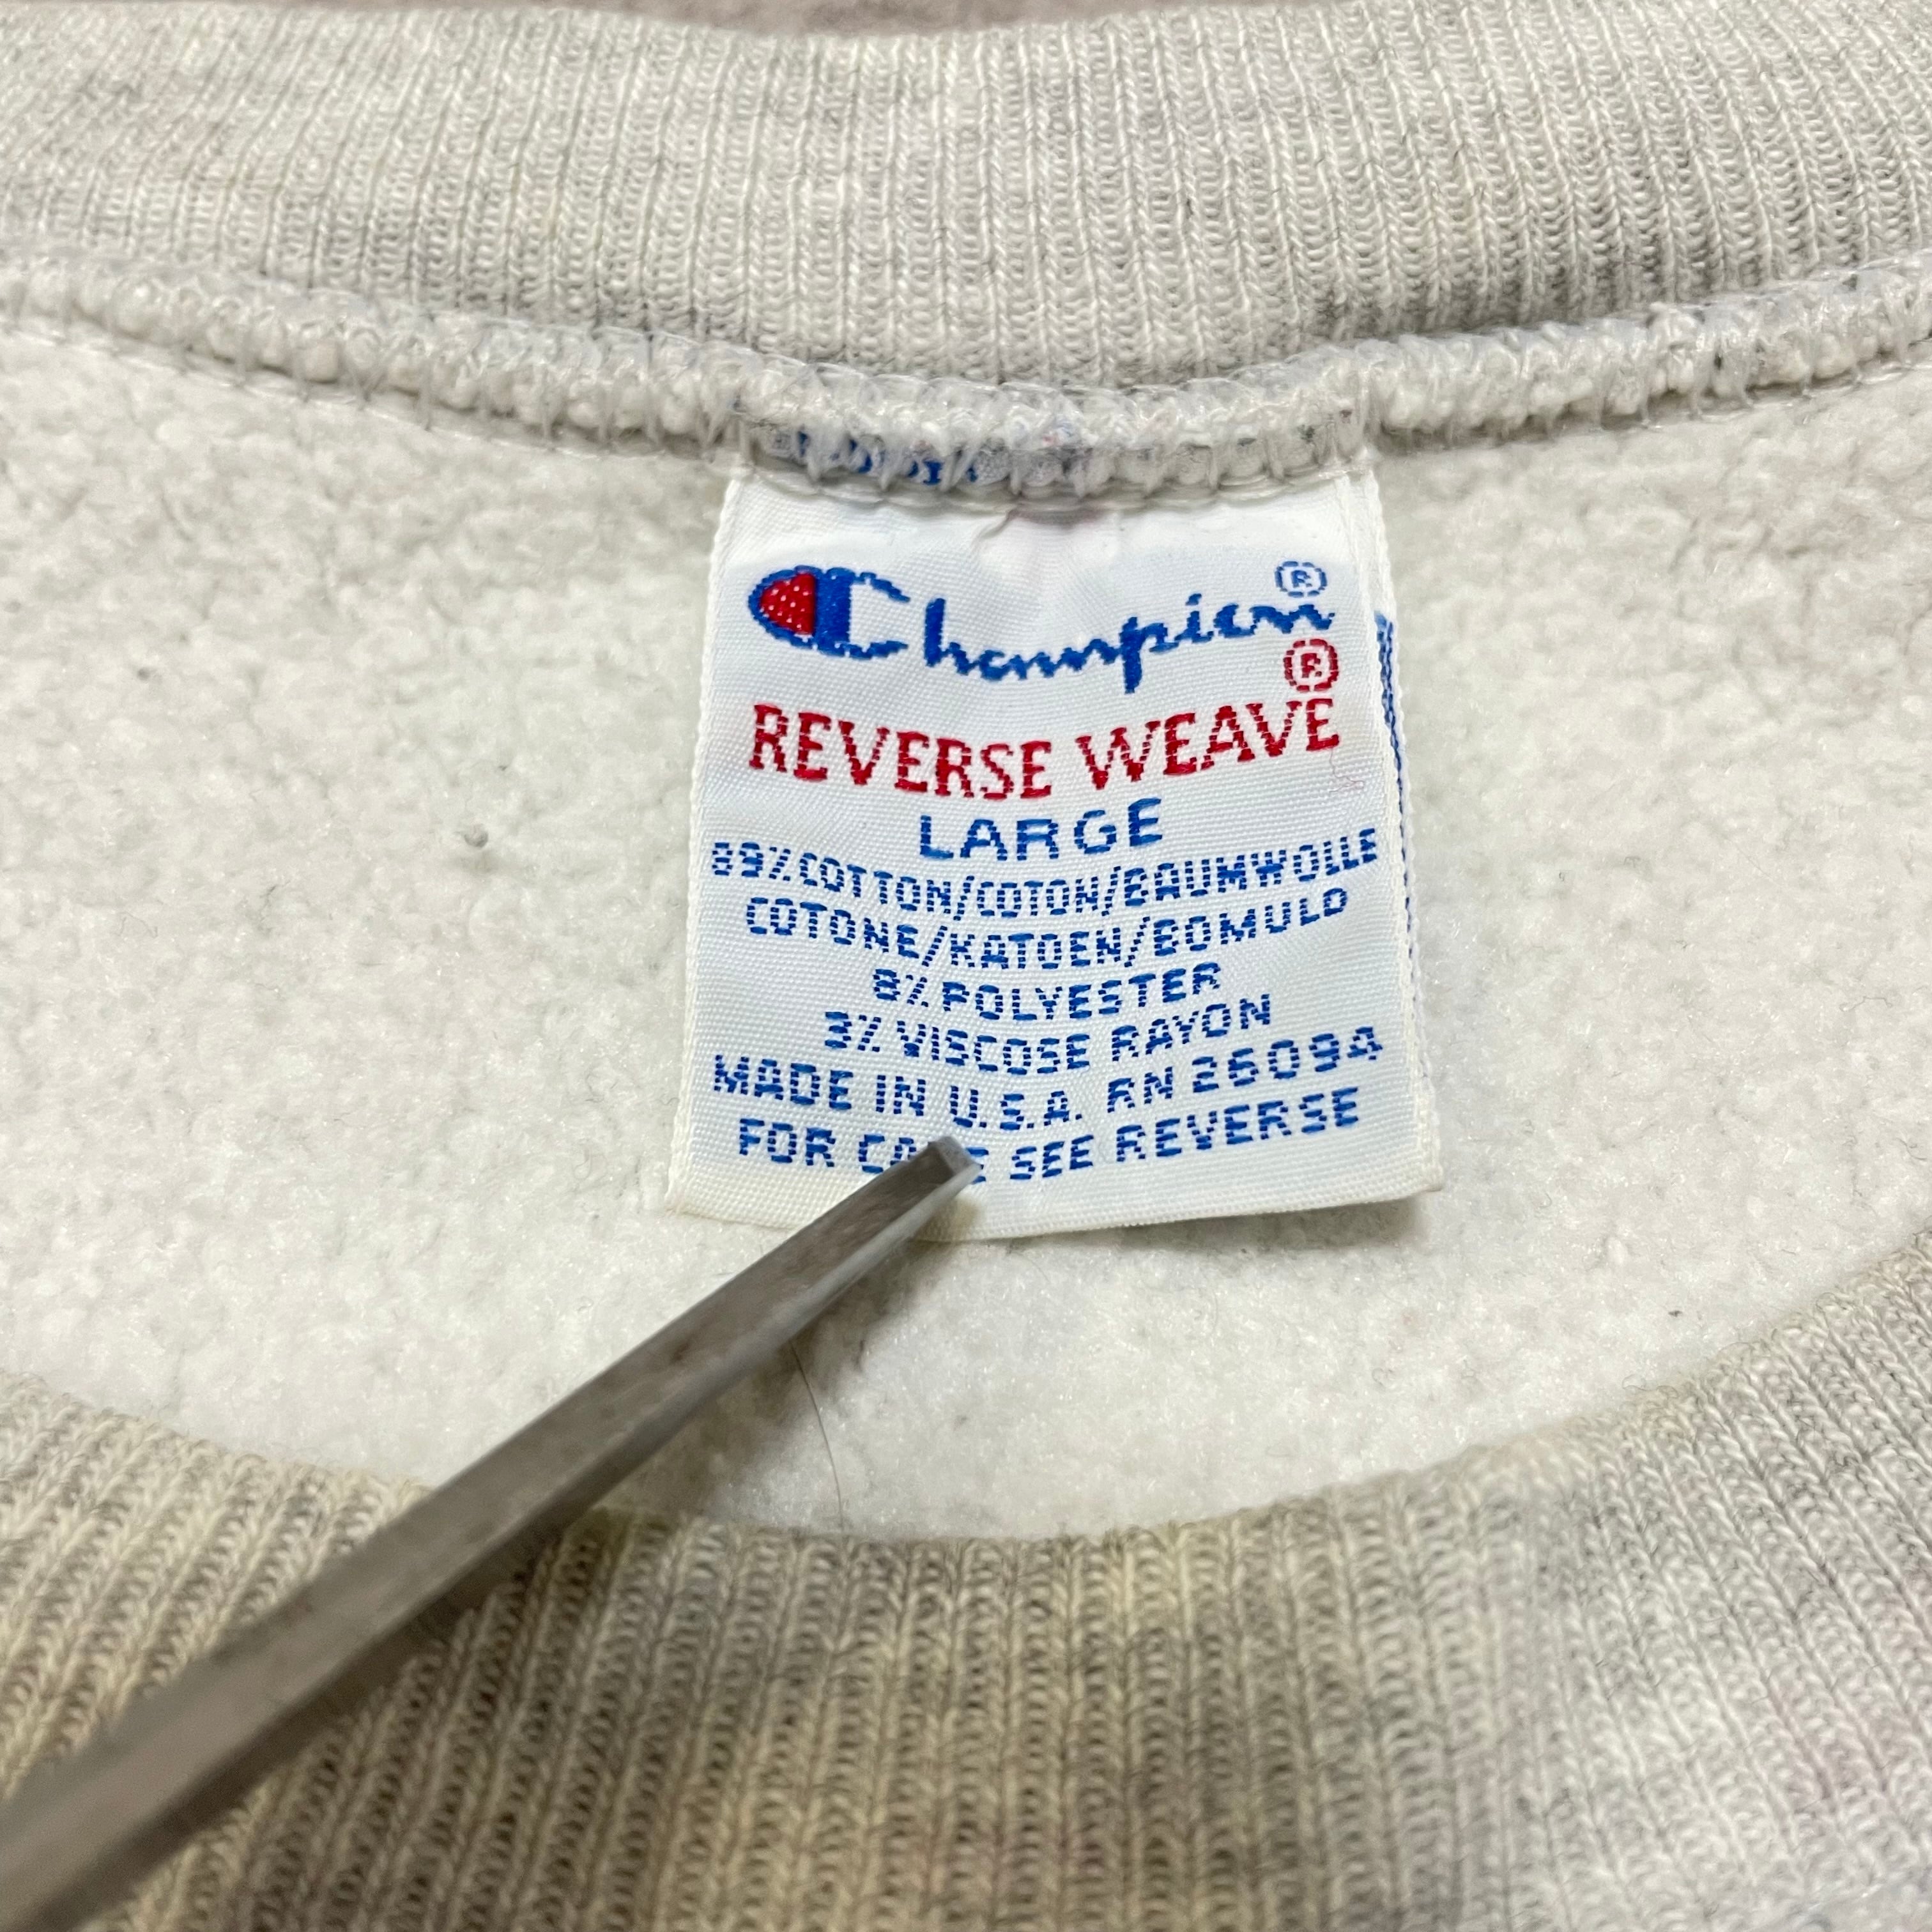 Champion®
®
REVERSE WEAVE
LARGE
89% COTTON/COTON/BAUMWOLLE
COTONE/KATOEN/BOMULD
8% POLYESTER
3% VISCOSE RAYON
MADE IN U.S.A. RN 26094
FOR CARE SEE REVERSE